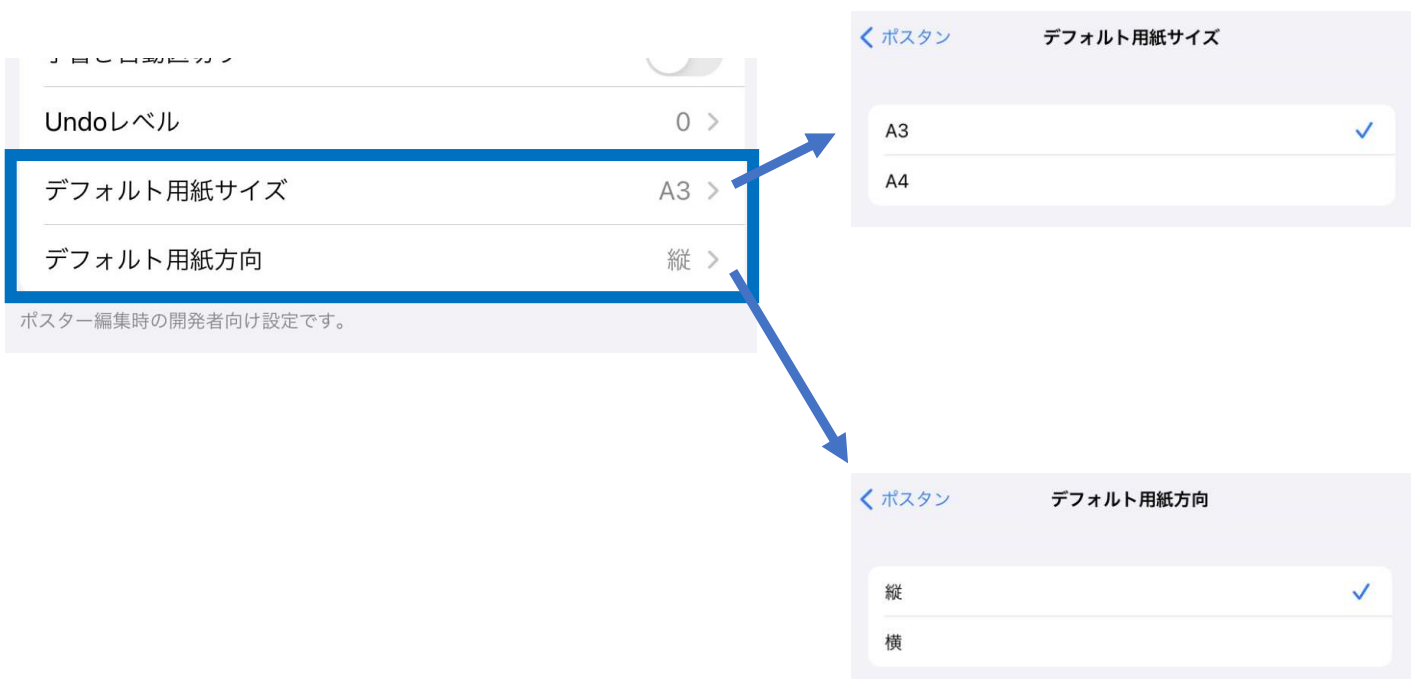 Undoレベル
0
デフォルト用紙サイズ
A3
デフォルト用紙方向
縦
ポスター編集時の開発者向け設定です。
ポスタン
デフォルト用紙サイズ
A3
A4
ポスタン
デフォルト用紙方向
縦
横